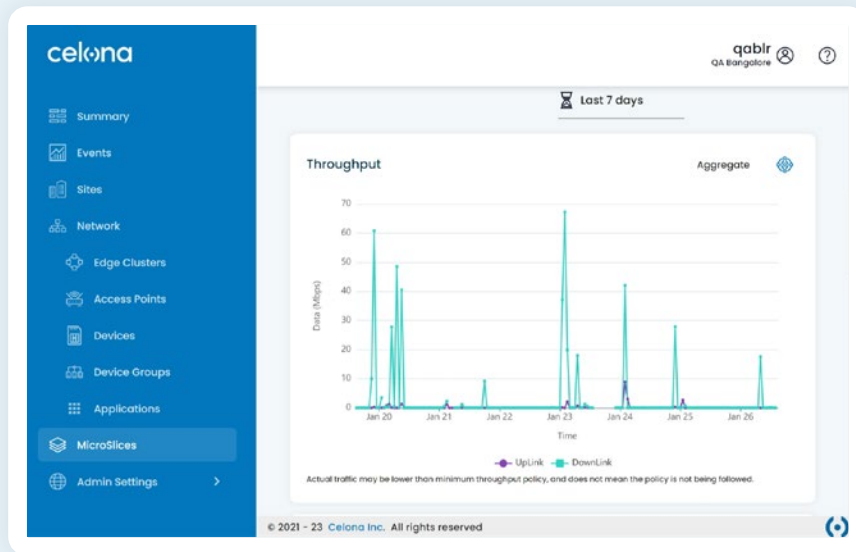 celona
qablr
QA Bangalore
Summary
Events
Sites
Network
Edge Clusters
Access Points
Devices
Device Groups
Applications
MicroSlices
Admin Settings
Last 7 days
Throughput
Aggregate
70
60
50
40
30
20
10
0
Data (Mbps)
Jan 20 Jan 21 Jan 22 Jan 23 Jan 24 Jan 25 Jan 26
Time
UpLink DownLink
Actual traffic may be lower than minimum throughput policy, and does not mean the policy is not being followed.
© 2021 - 23 Celona Inc. All rights reserved